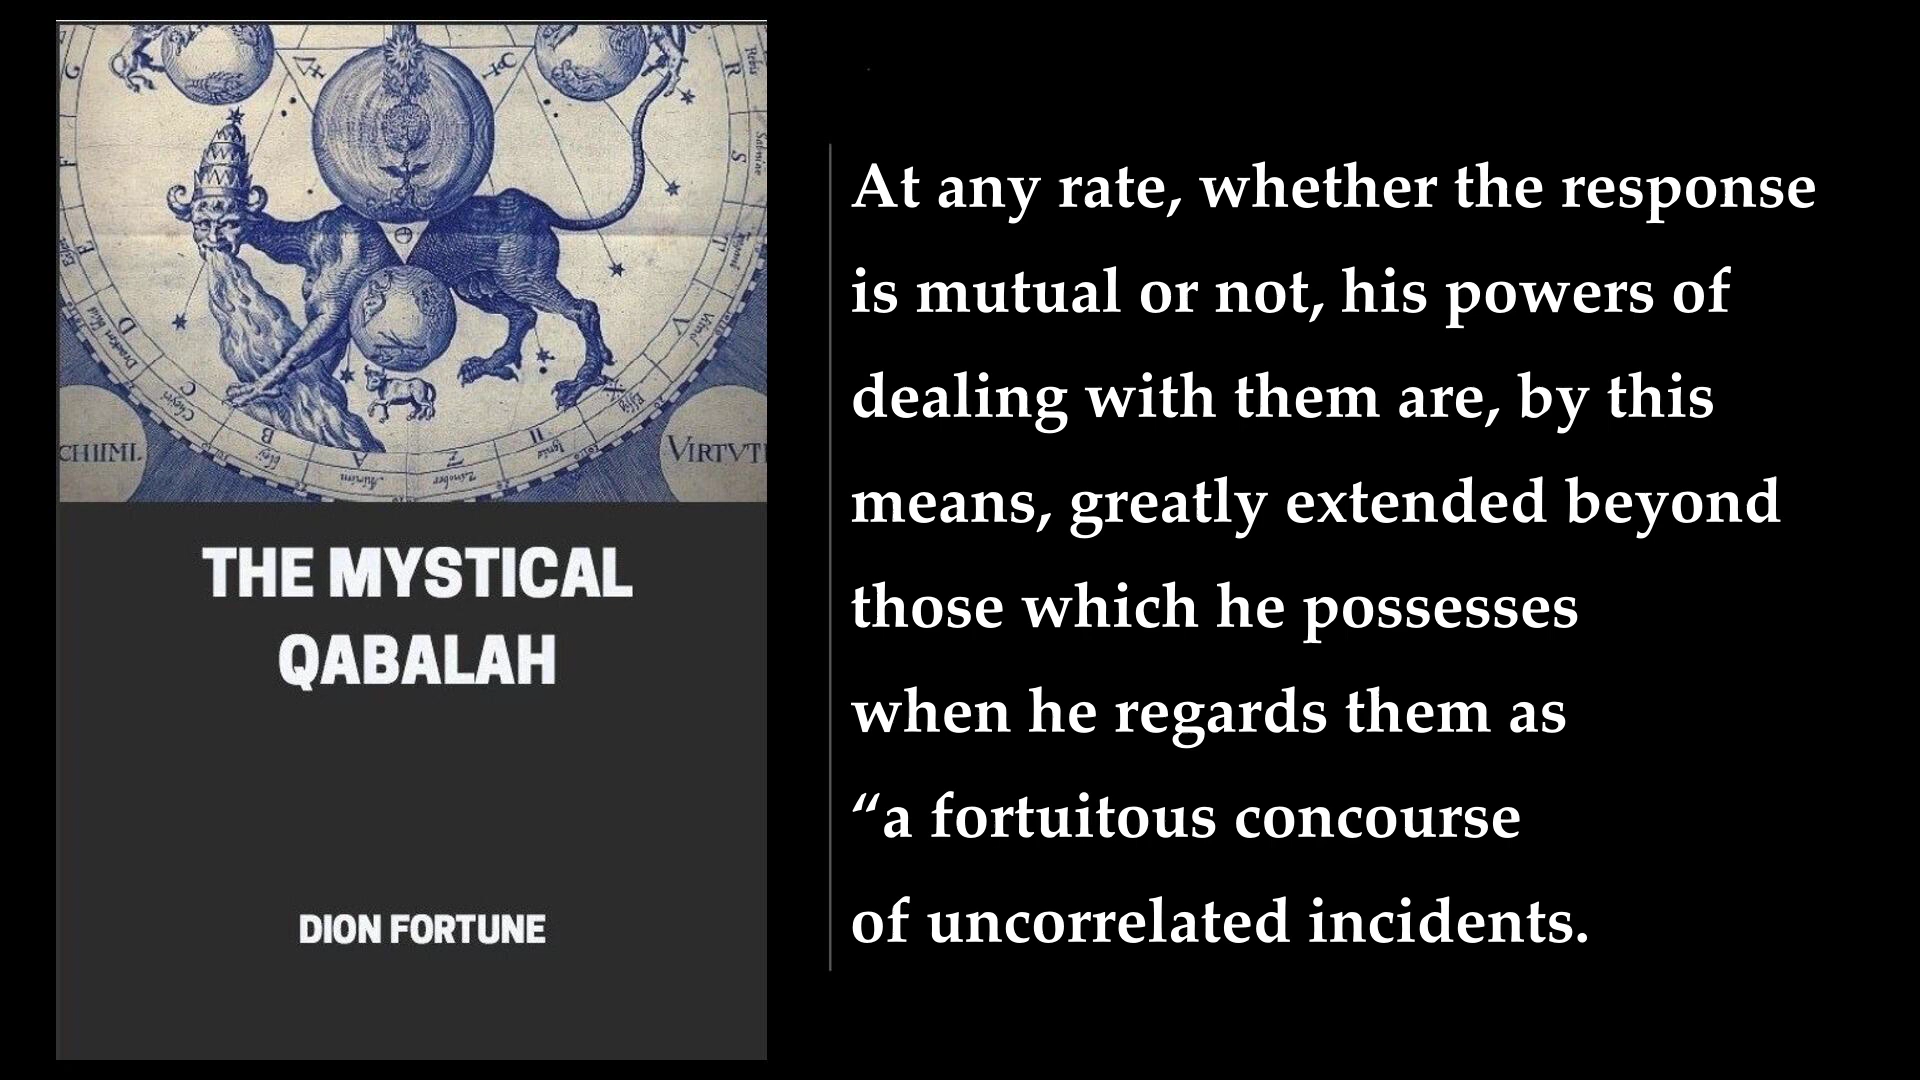 CHIIMI.
VIRTVTI
THE MYSTICAL
QABALAH
DION FORTUNE
At any rate, whether the response
is mutual or not, his powers of
dealing with them are, by this
means, greatly extended beyond
those which he possesses
when he regards them as
“a fortuitous concourse
of uncorrelated incidents.